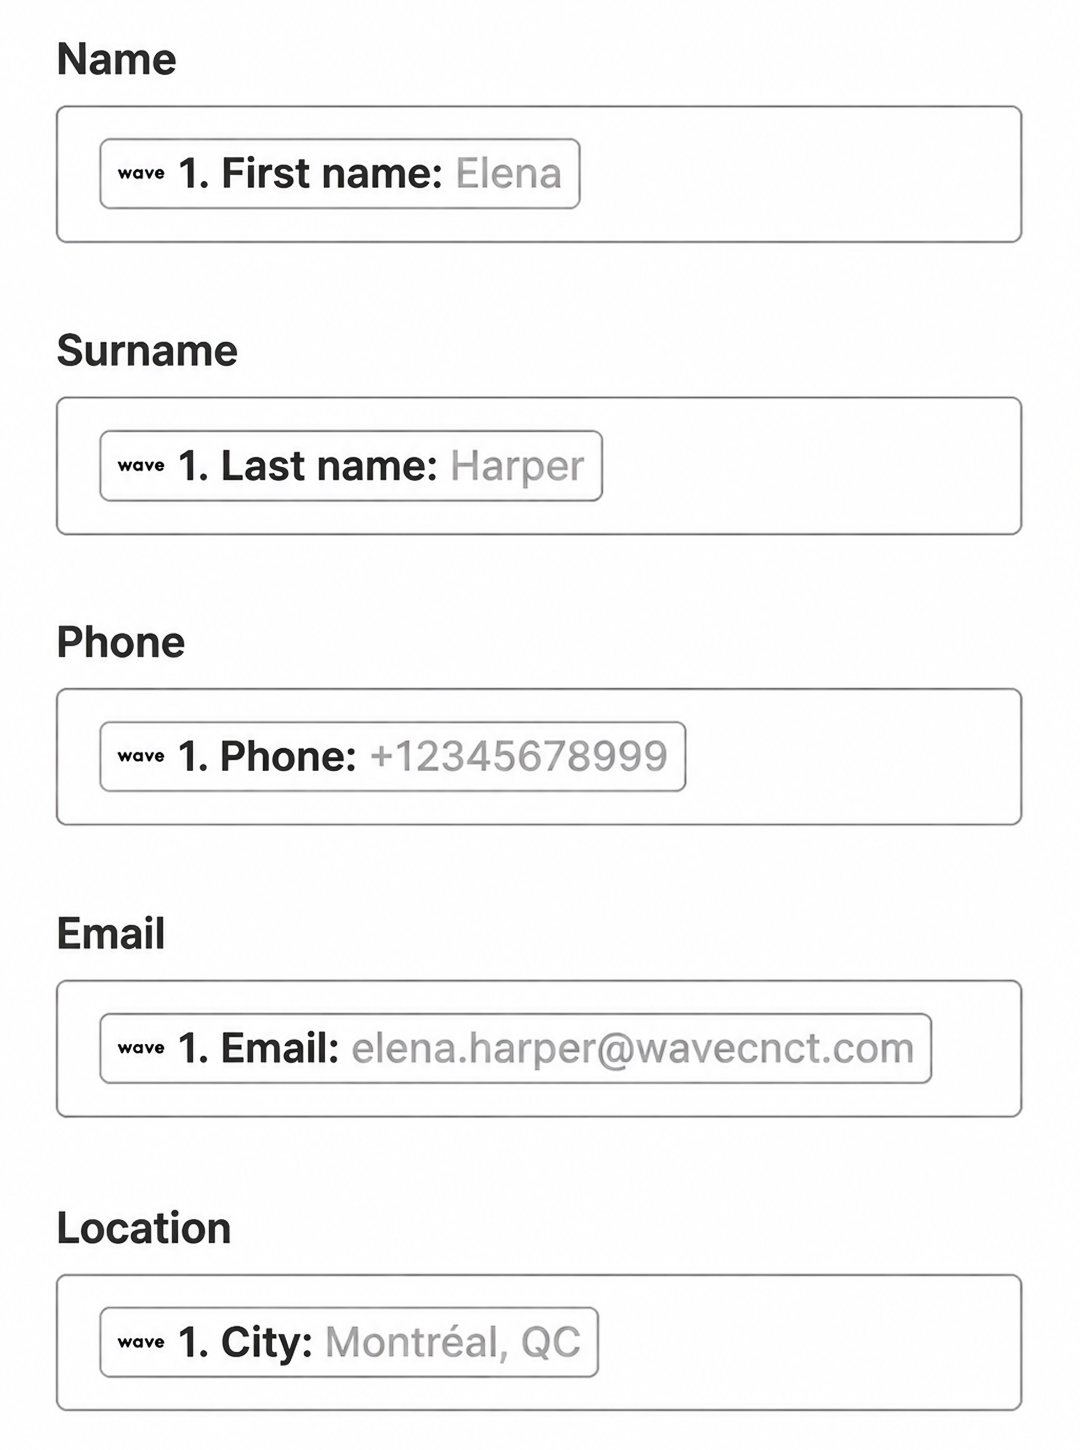 Name
wave 1. First name: Elena
Surname
wave 1. Last name: Harper
Phone
wave 1. Phone: +12345678999
Email
wave 1. Email: elena.harper@wavecnct.com
Location
wave 1. City: Montréal, QC